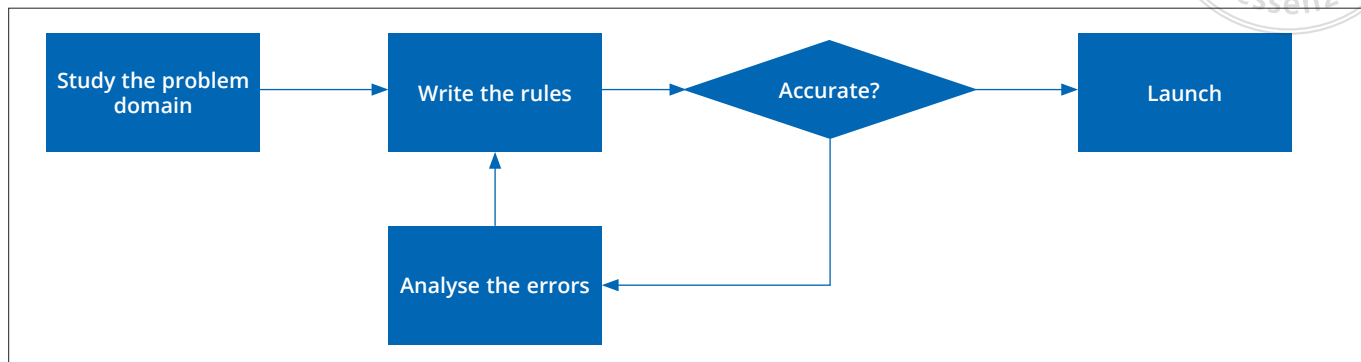 Study the problem
domain
Write the rules
Accurate?
Launch
Analyse the errors